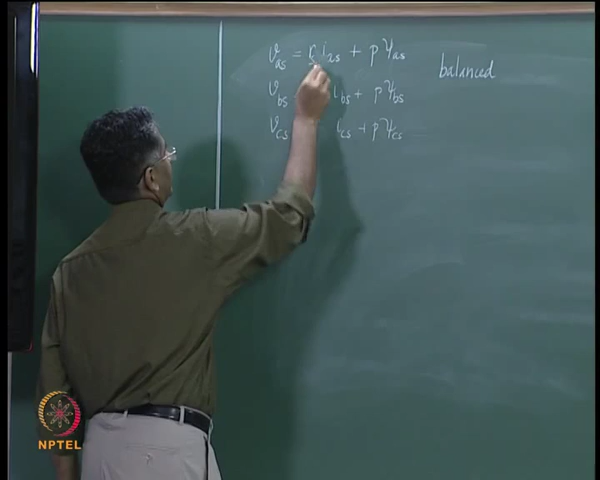 v_as = r_s i_as + p ψ_as
balanced
v_bs i_bs + p ψ_bs
v_cs i_cs + p ψ_cs
NPTEL